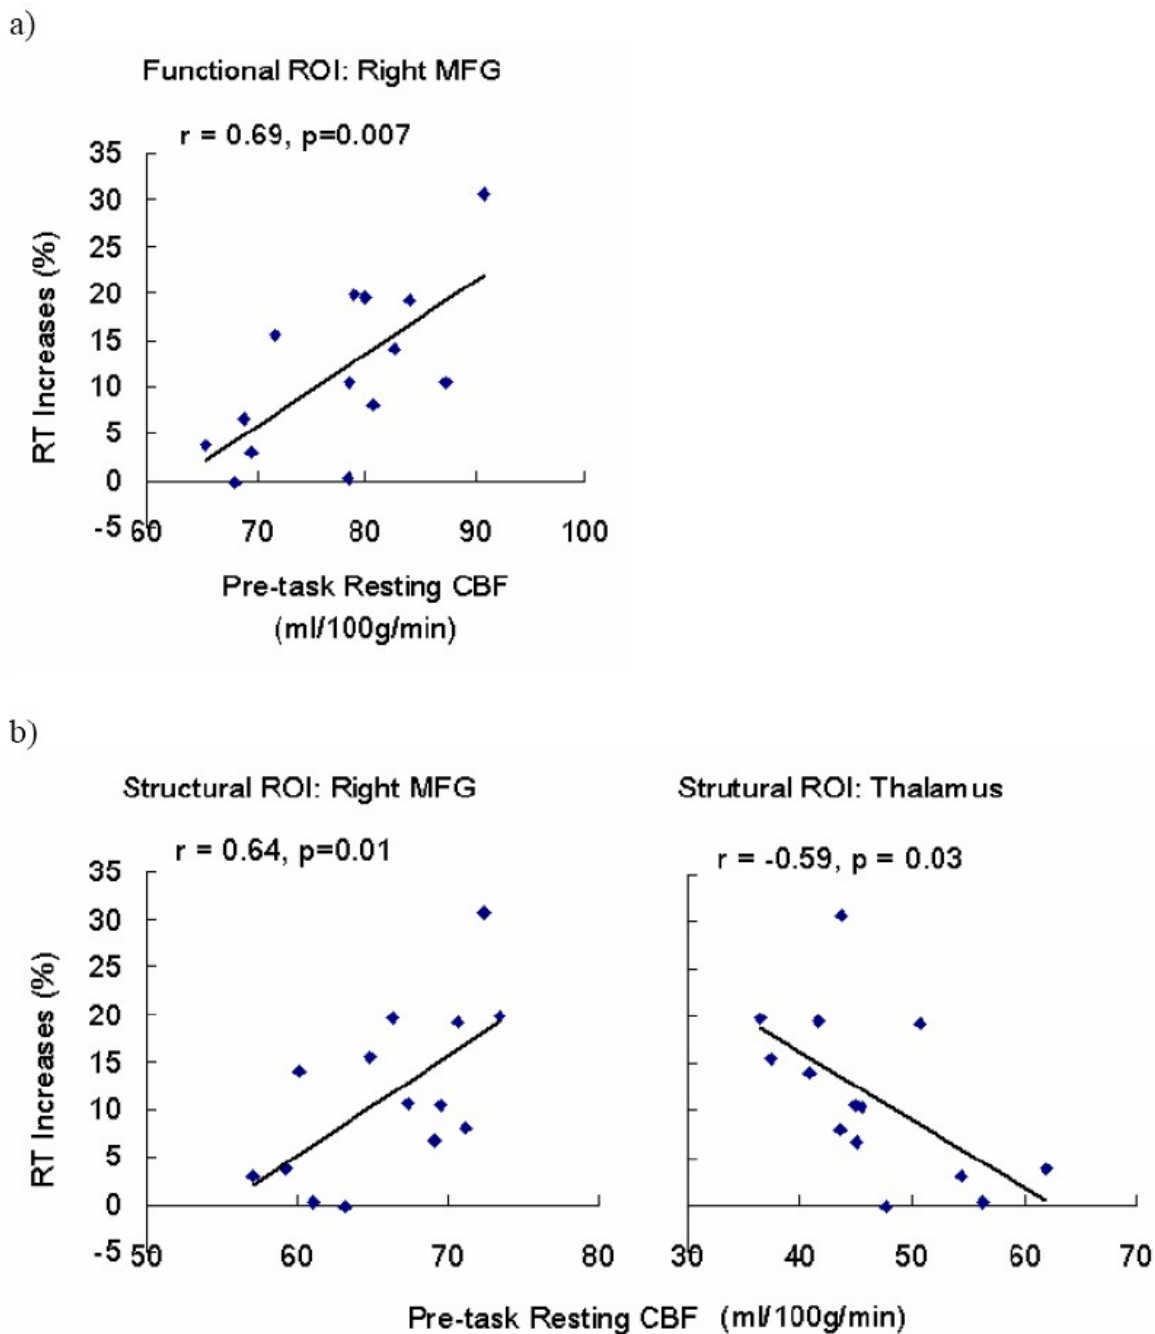 a)
Functional ROI: Right MFG
r = 0.69, p=0.007
35
30
25
20
15
10
5
0
-5
60 70 80 90 100
RT Increases (%)
Pre-task Resting CBF
(ml/100g/min)
b)
Structural ROI: Right MFG
r = 0.64, p=0.01
35
30
25
20
15
10
5
0
-5
50 60 70 80
RT Increases (%)
Strutural ROI: Thalamus
r = -0.59, p = 0.03
30 40 50 60 70
Pre-task Resting CBF (ml/100g/min)